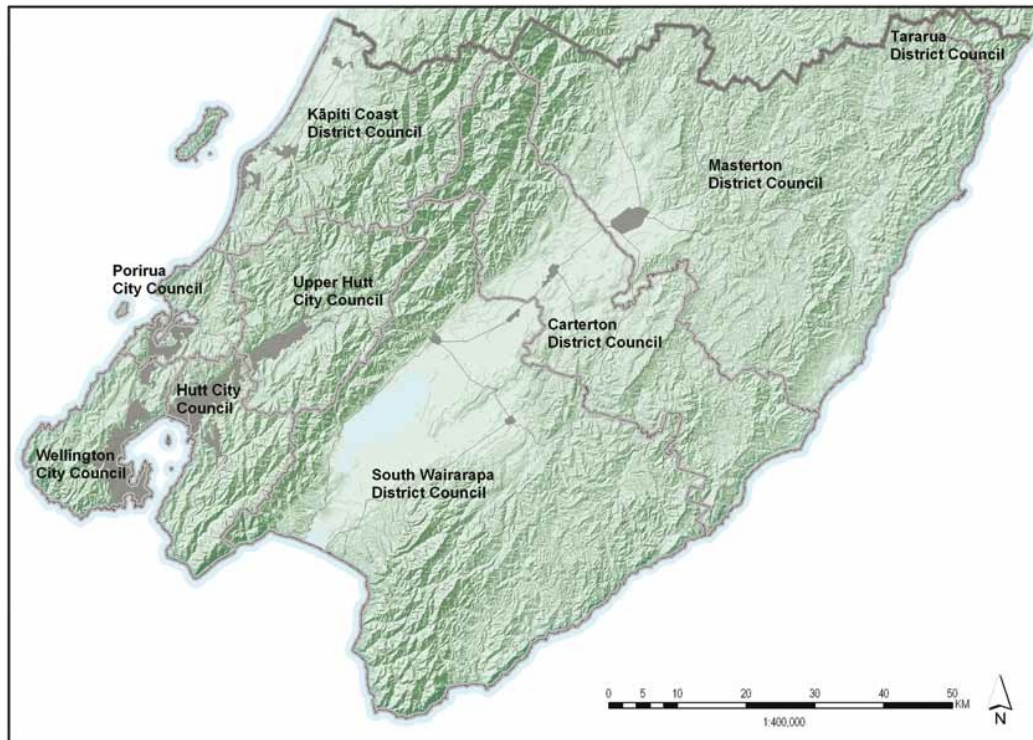 Tararua
District Council
Kāpiti Coast
District Council
Masterton
District Council
Porirua
City Council
Upper Hutt
City Council
Carterton
District Council
Hutt City
Council
Wellington
City Council
South Wairarapa
District Council
0 5 10 20 30 40 50
KM
1:400,000
N